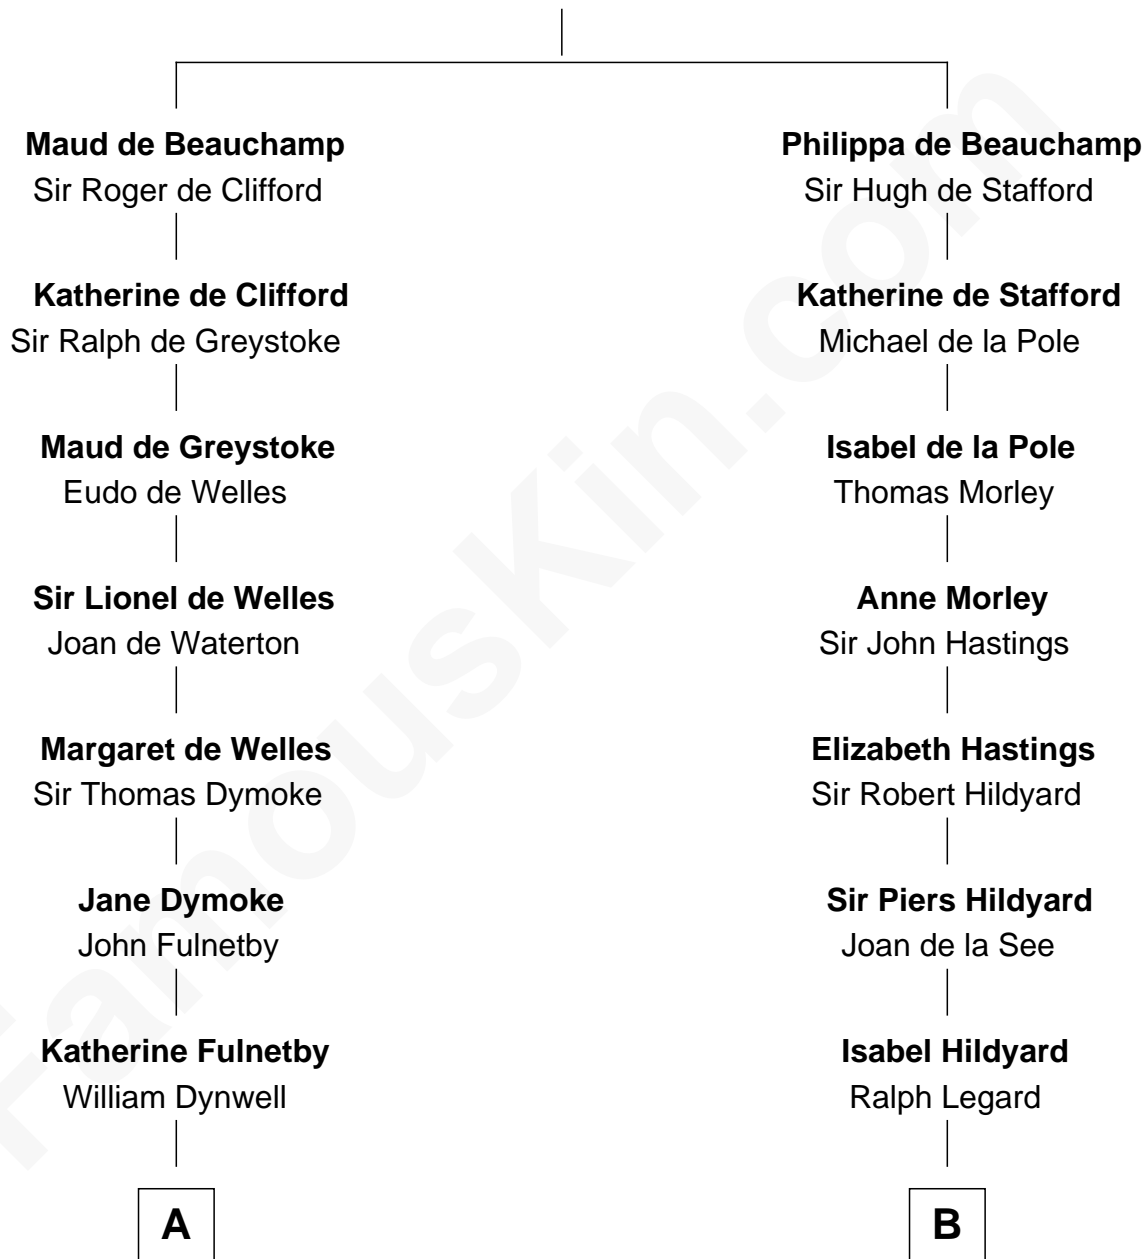 Maud de Beauchamp
Sir Roger de Clifford
Katherine de Clifford
Sir Ralph de Greystoke
Maud de Greystoke
Eudo de Welles
Sir Lionel de Welles
Joan de Waterton
Margaret de Welles
Sir Thomas Dymoke
Jane Dymoke
John Fulnetby
Katherine Fulnetby
William Dynwell
A
Philippa de Beauchamp
Sir Hugh de Stafford
Katherine de Stafford
Michael de la Pole
Isabel de la Pole
Thomas Morley
Anne Morley
Sir John Hastings
Elizabeth Hastings
Sir Robert Hildyard
Sir Piers Hildyard
Joan de la See
Isabel Hildyard
Ralph Legard
B
FamousKin.com